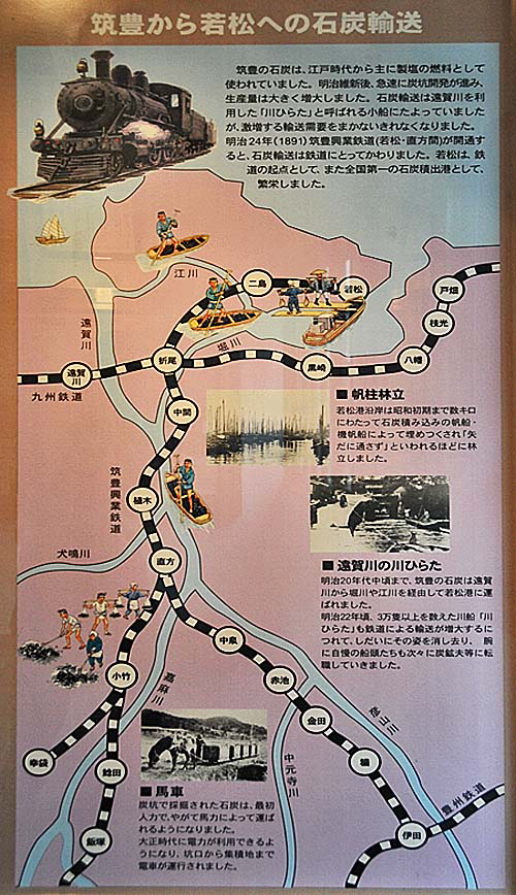 筑豊から若松への石炭輸送
筑豊の石炭は、江戸時代から主に製塩の燃料として
使われていました。明治維新後、急速に炭坑開発が進み、
生産量は大きく増大しました。石炭輸送は遠賀川を利
用した「川ひらた」と呼ばれる小船にたよっていました
が、激増する輸送需要をまかないきれなくなりました。
明治24年(1891)筑豊興業鉄道(若松・直方間)が開通す
ると、石炭輸送は鉄道にとってかわりました。若松は、鉄
道の起点として、また全国第一の石炭積出港として、
繁栄しました。
江川
二島
若松
戸畑
枝光
八幡
黒崎
堀川
折尾
遠賀川
遠賀
川
九州鉄道
中間
■帆柱林立
若松港沿岸は昭和初期まで数キロ
にわたって石炭積み込みの帆船・
機帆船によって埋めつくされ「矢
だに通さず」といわれるほどに林
立しました。
筑豊興業鉄道
植木
犬鳴川
直方
■遠賀川の川ひらた
明治20年代中頃まで、筑豊の石炭は遠賀
川から堀川や江川を経由して若松港に運
ばれました。
明治22年頃、3万隻以上を数えた川船「川
ひらた」も鉄道による輸送が増大するに
つれて、しだいにその姿を消し去り、腕
に自慢の船頭たちも次々に炭鉱夫等に転
職していきました。
中泉
小竹
嘉麻川
赤池
金田
彦山川
幸袋
鯰田
中元寺川
豊州鉄道
伊田
飯塚
■馬車
炭坑で採掘された石炭は、最初
人力で、やがて馬力によって運ば
れるようになりました。
大正時代に電力が利用できるよ
うになり、坑口から集積地まで
電車が運行されました。